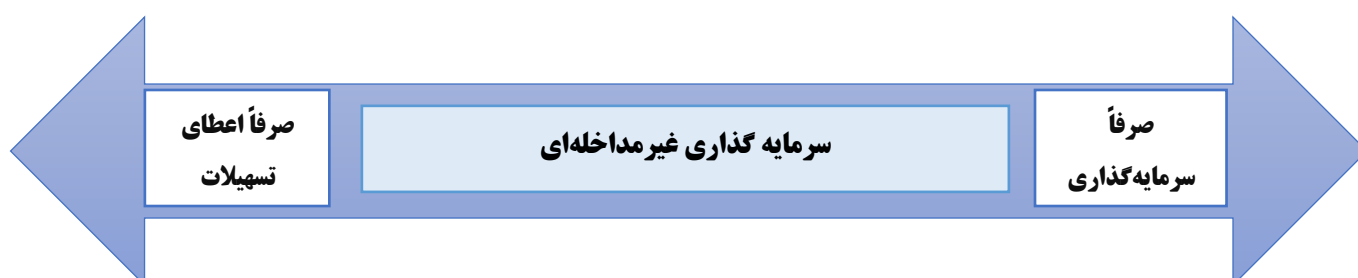 صرفاً
سرمایه‌گذاری
سرمایه گذاری غیرمداخله‌ای
صرفاً اعطای
تسهیلات